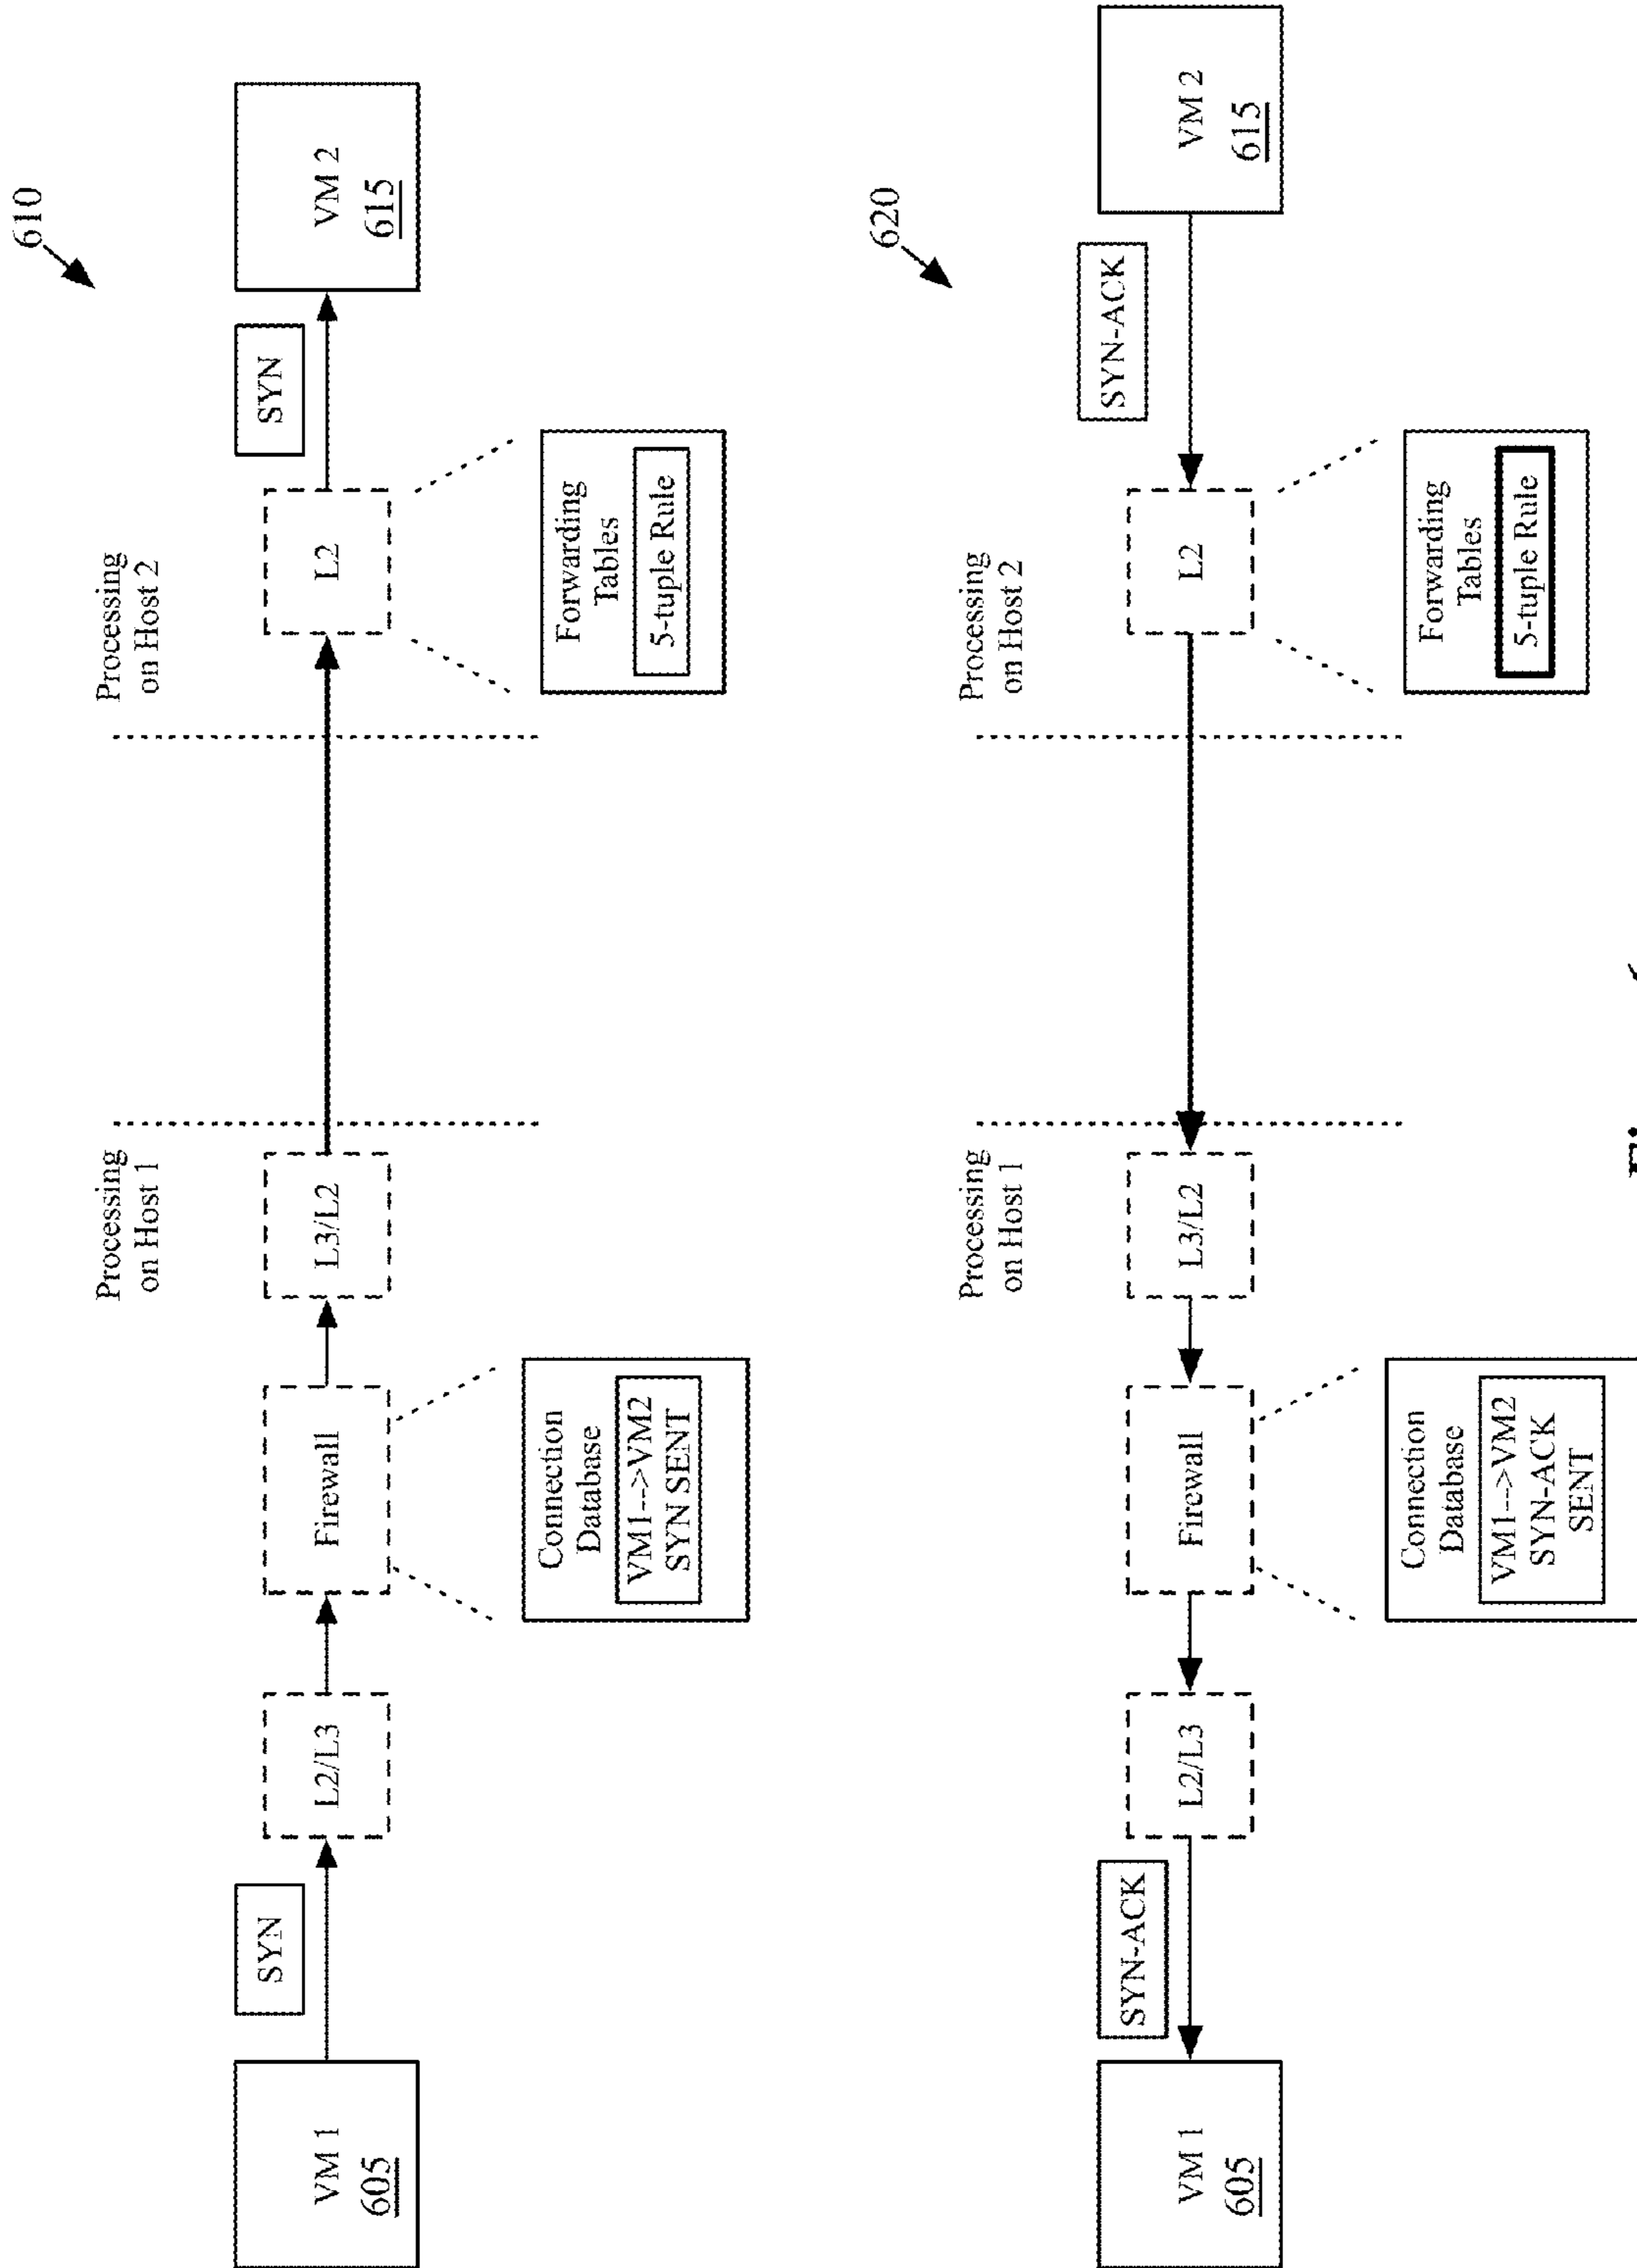 610
Processing
on Host 1
Processing
on Host 2
VM 1
605
SYN
L2/L3
Firewall
L3/L2
L2
SYN
VM 2
615
Connection
Database
VM1-->VM2
SYN SENT
Forwarding
Tables
5-tuple Rule
620
Processing
on Host 1
Processing
on Host 2
VM 1
605
SYN-ACK
L2/L3
Firewall
L3/L2
L2
SYN-ACK
VM 2
615
Connection
Database
VM1-->VM2
SYN-ACK
SENT
Forwarding
Tables
5-tuple Rule